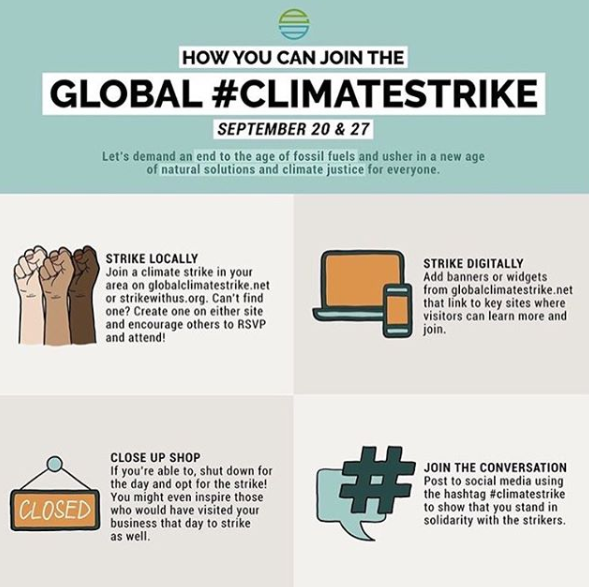 HOW YOU CAN JOIN THE
GLOBAL #CLIMATESTRIKE
SEPTEMBER 20 & 27
Let's demand an end to the age of fossil fuels and usher in a new age
of natural solutions and climate justice for everyone.
STRIKE LOCALLY
Join a climate strike in your
area on globalclimatestrike.net
or strikewithus.org. Can't find
one? Create one on either site
and encourage others to RSVP
and attend!
STRIKE DIGITALLY
Add banners or widgets
from globalclimatestrike.net
that link to key sites where
visitors can learn more and
join.
CLOSE UP SHOP
If you're able to, shut down for
the day and opt for the strike!
You might even inspire those
who would have visited your
business that day to strike
as well.
CLOSED
JOIN THE CONVERSATION
Post to social media using
the hashtag #climatestrike
to show that you stand in
solidarity with the strikers.
#